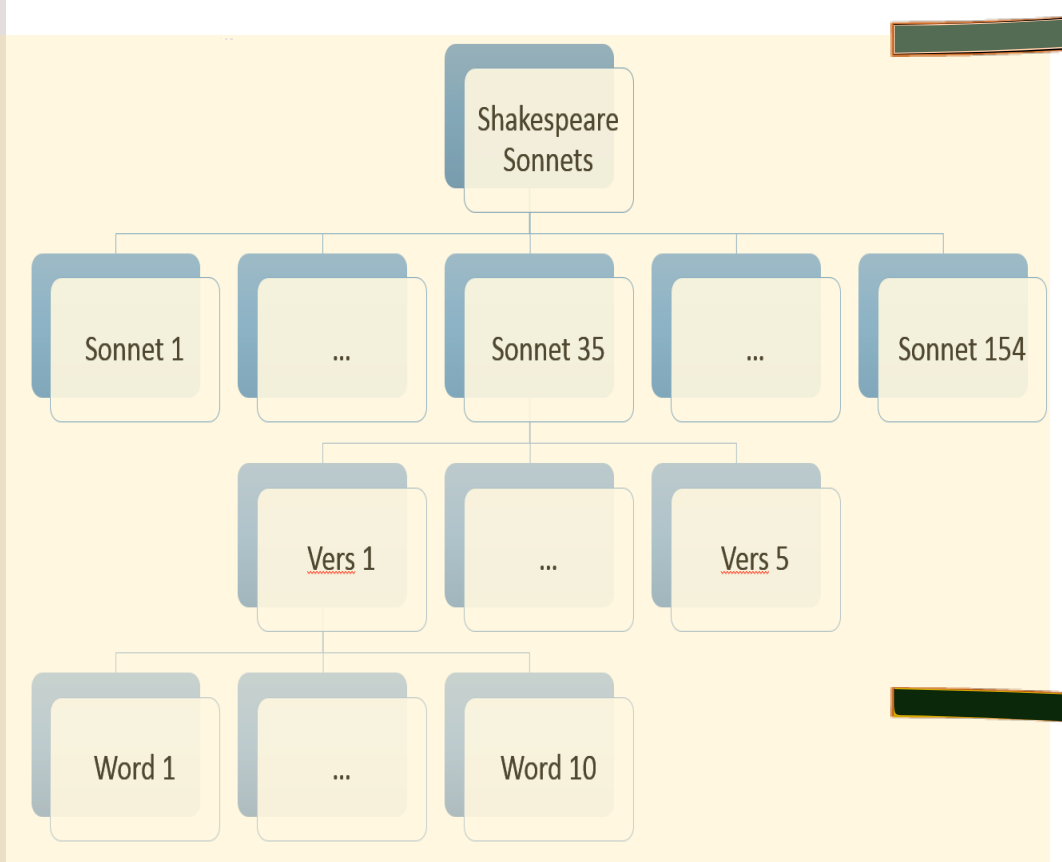 Shakespeare
Sonnets
Sonnet 1
...
Sonnet 35
...
Sonnet 154
Vers 1
...
Vers 5
Word 1
...
Word 10